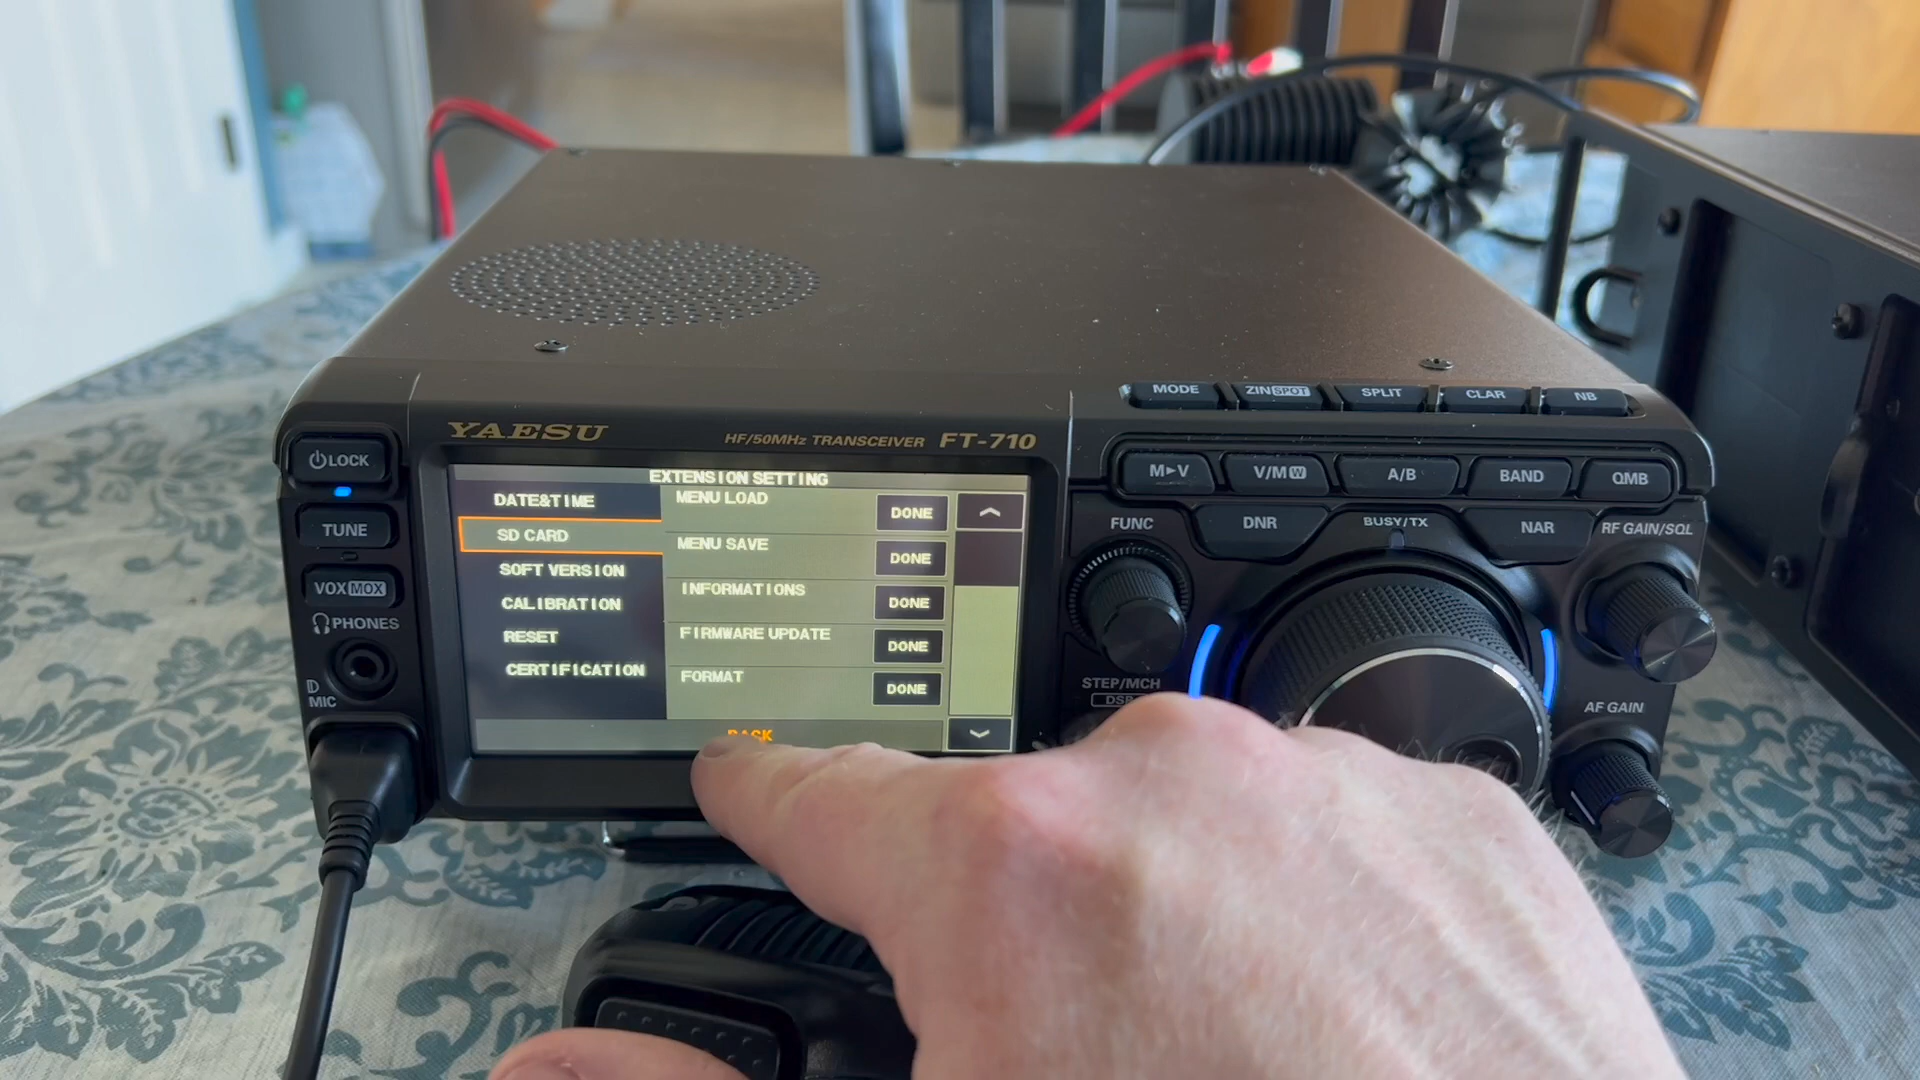 MODE ZIN SPOT SPLIT CLAR NB
YAESU HF/50MHz TRANSCEIVER FT-710
LOCK
M►V V/M W A/B BAND QMB
EXTENSION SETTING
DATE&TIME
SD CARD
SOFT VERSION
CALIBRATION
RESET
CERTIFICATION
MENU LOAD DONE
MENU SAVE DONE
INFORMATIONS DONE
FIRMWARE UPDATE DONE
FORMAT DONE
BACK
TUNE
VOX MOX
PHONES
MIC
FUNC DNR BUSY/TX NAR RF GAIN/SQL
STEP/MCH
AF GAIN